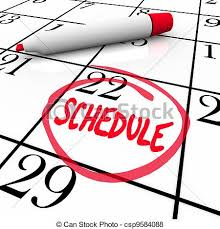 22
SCHEDULE
29
© Can Stock Photo - csp9584088